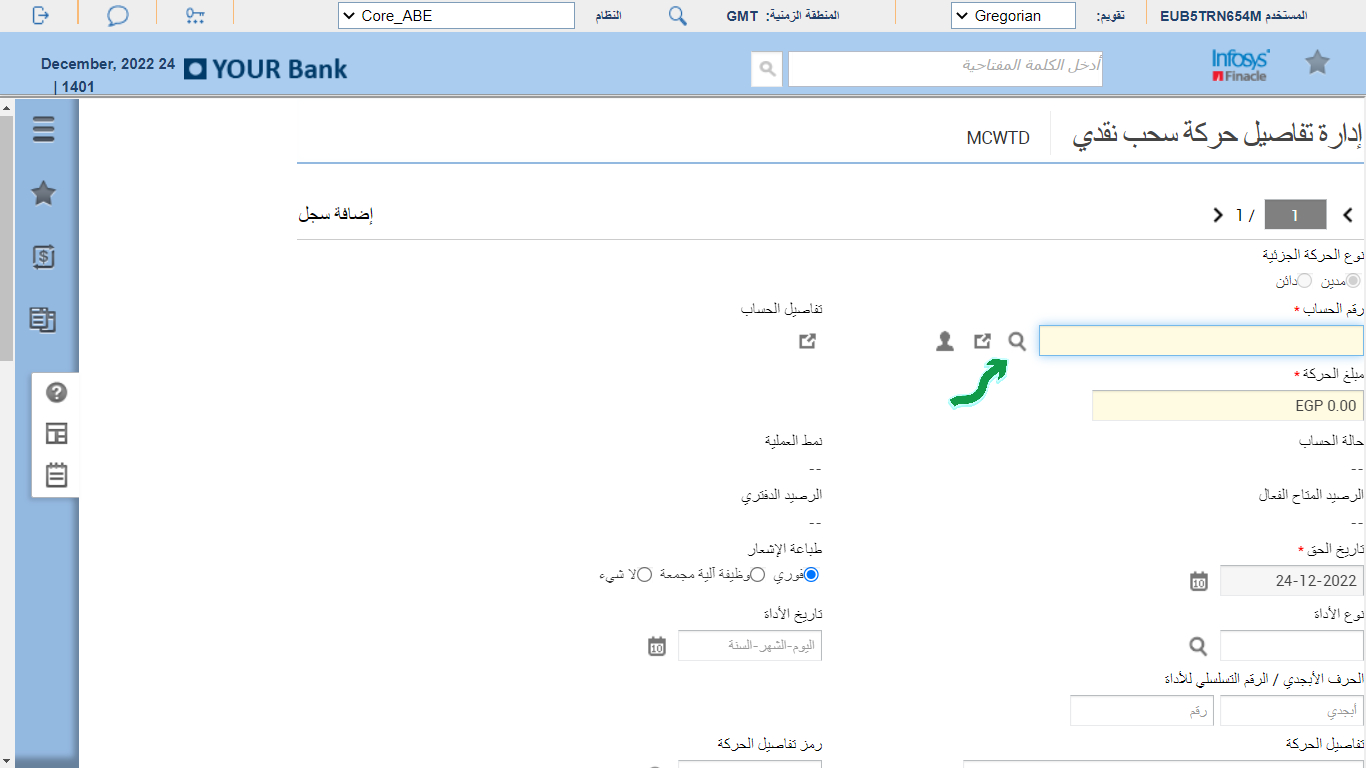 المستخدم EUB5TRN654M
تقويم: Gregorian
المنطقة الزمنية: GMT
النظام Core_ABE
Infosys Finacle
أدخل الكلمة المفتاحية
YOUR Bank
December, 2022 24
| 1401
إدارة تفاصيل حركة سحب نقدي MCWTD
1 / 1 إضافة سجل
نوع الحركة الجزئية
مدين دائن
رقم الحساب * تفاصيل الحساب
مبلغ الحركة *
EGP 0.00
حالة الحساب نمط العملية
-- --
الرصيد المتاح الفعال الرصيد الدفتري
-- --
تاريخ الحق * طباعة الإشعار
24-12-2022 10 فوري وظيفة آلية مجمعة لا شيء
نوع الأداة تاريخ الأداة
اليوم-الشهر-السنة 10
الحرف الأبجدي / الرقم التسلسلي للأداة
أبجدي رقم
تفاصيل الحركة رمز تفاصيل الحركة